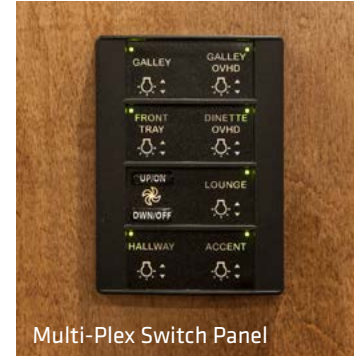 GALLEY
GALLEY
OVHD
FRONT
TRAY
DINETTE
OVHD
UP/ON
DWN/OFF
LOUNGE
HALLWAY
ACCENT
Multi-Plex Switch Panel